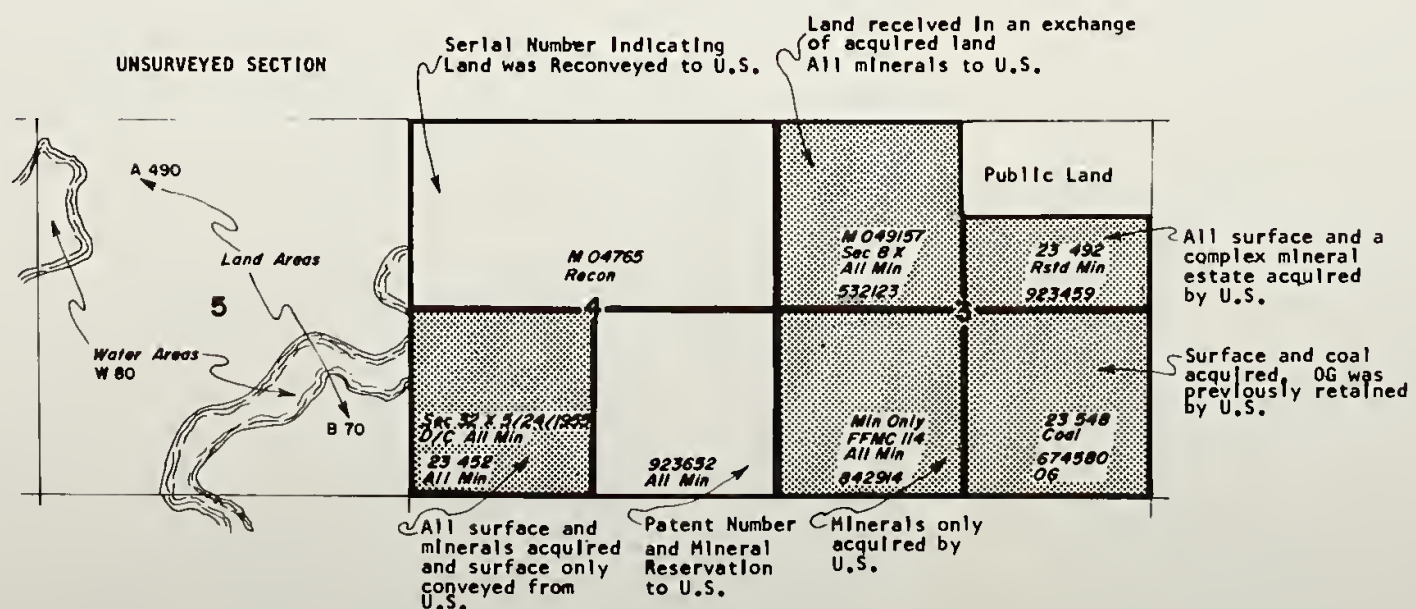 UNSURVEYED SECTION
Serial Number Indicating
Land was Reconveyed to U.S.
Land received in an exchange
of acquired land
All minerals to U.S.
A 490
Land Areas
5
Water Areas
W 80
B 70
M 04765
Recon
4
Sec 32 X 5/24/1955
D/C All Min
23 452
All Min
923652
All Min
M 049157
Sec 8 X
All Min
532123
3
Min Only
FFMC 114
All Min
842914
Public Land
23 492
Rstd Min
923459
23 548
Coal
674580
OG
All surface and a
complex mineral
estate acquired
by U.S.
Surface and coal
acquired. OG was
previously retained
by U.S.
All surface and
minerals acquired
and surface only
conveyed from
U.S.
Patent Number
and Mineral
Reservation
to U.S.
Minerals only
acquired by
U.S.